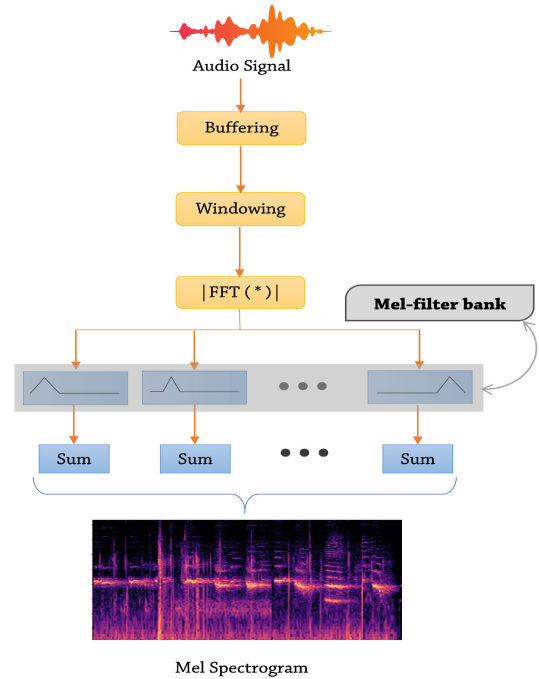 Audio Signal
Buffering
Windowing
|FFT(*)|
Mel-filter bank
Sum
Sum
Sum
Mel Spectrogram